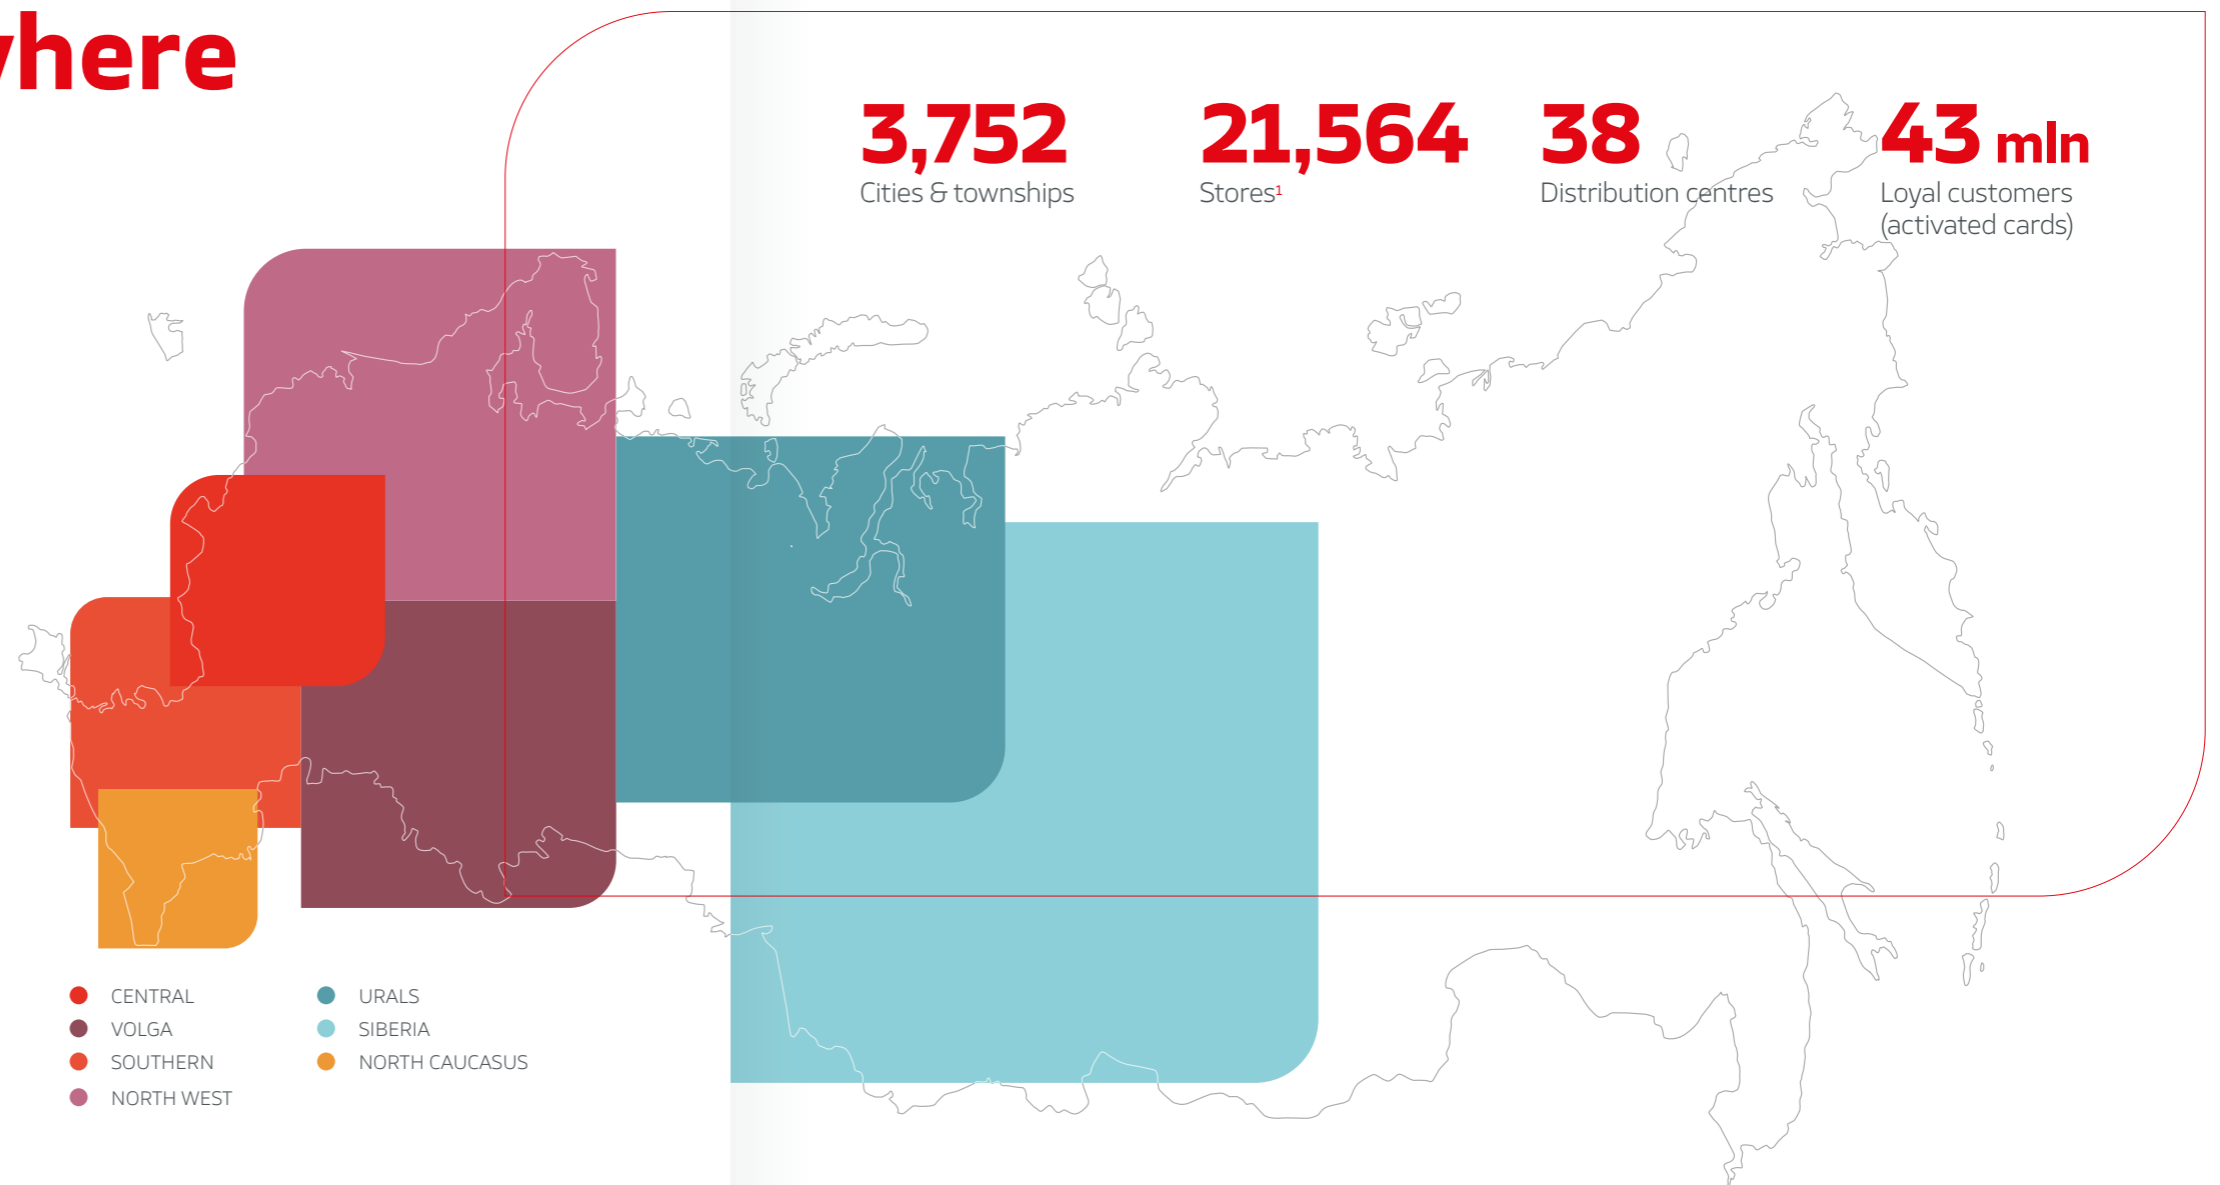 where
3,752
Cities & townships
21,564
Stores¹
38
Distribution centres
43 mln
Loyal customers
(activated cards)
CENTRAL
VOLGA
SOUTHERN
NORTH WEST
URALS
SIBERIA
NORTH CAUCASUS